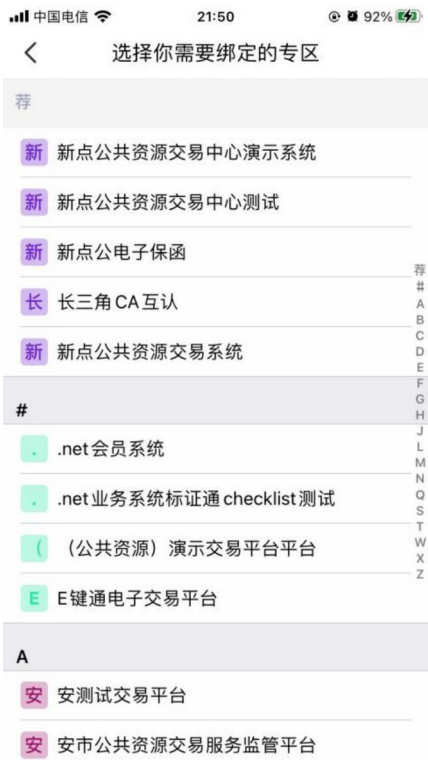 中国电信 21:50 92%
选择你需要绑定的专区
荐
新 新点公共资源交易中心演示系统
新 新点公共资源交易中心测试
新 新点公电子保函
长 长三角CA互认
新 新点公共资源交易系统
#
. .net会员系统
. .net业务系统标证通checklist测试
( （公共资源）演示交易平台平台
E E键通电子交易平台
A
安 安测试交易平台
安 安市公共资源交易服务监管平台
荐
#
A
B
C
D
E
F
G
H
J
L
M
N
Q
S
T
W
X
Z